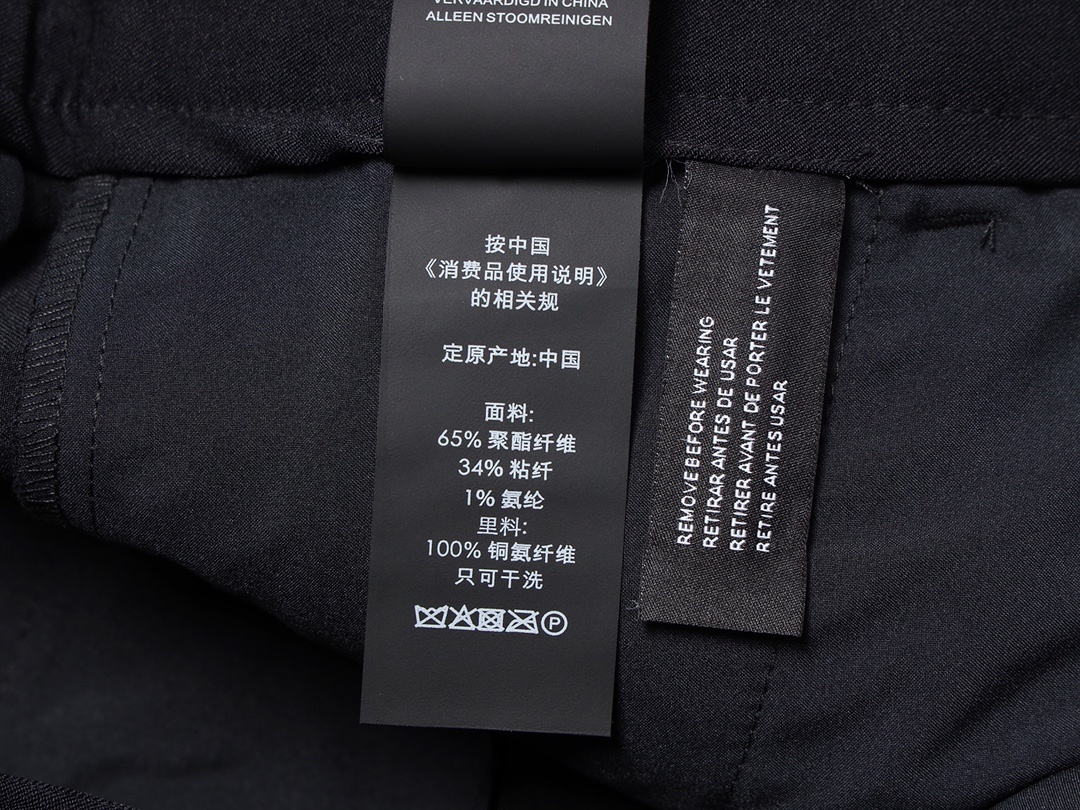 VERVAARDIGD IN CHINA
ALLEEN STOOMREINIGEN
按中国
《消费品使用说明》
的相关规
定原产地:中国
面料:
65% 聚酯纤维
34% 粘纤
1% 氨纶
里料:
100% 铜氨纤维
只可干洗
P
REMOVE BEFORE WEARING
RETIRAR ANTES DE USAR
RETIRER AVANT DE PORTER LE VETEMENT
RETIRE ANTES USAR